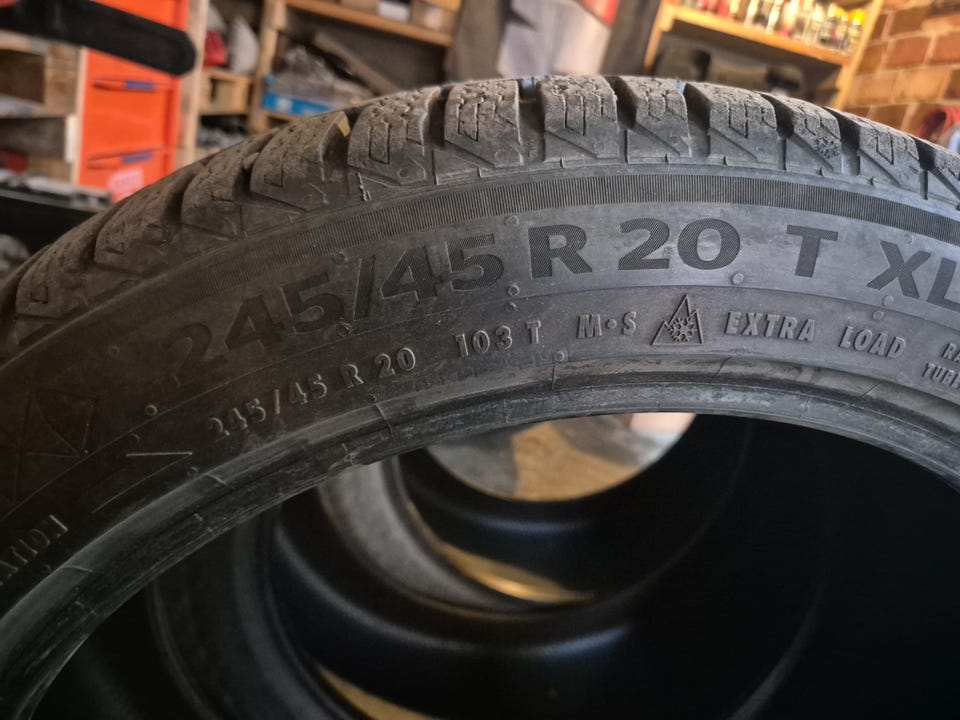 245/45 R 20 T XL
245/45 R 20 103 T M•S EXTRA LOAD